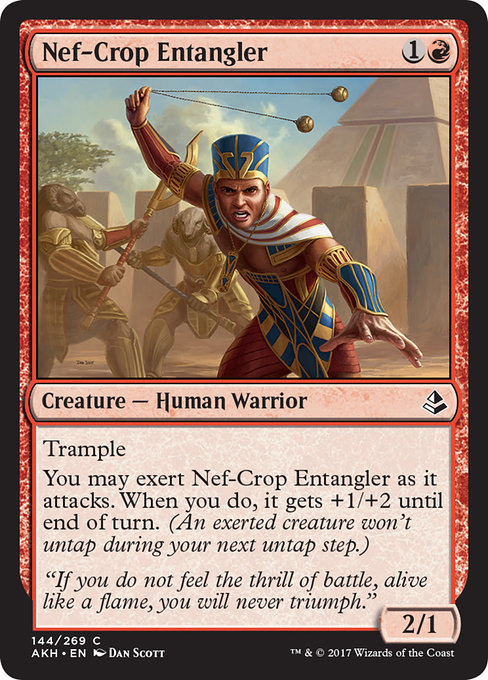 Nef-Crop Entangler 1
Creature — Human Warrior
Trample
You may exert Nef-Crop Entangler as it
attacks. When you do, it gets +1/+2 until
end of turn. (An exerted creature won't
untap during your next untap step.)
"If you do not feel the thrill of battle, alive
like a flame, you will never triumph."
2/1
144/269 C
AKH • EN Dan Scott
™ & © 2017 Wizards of the Coast